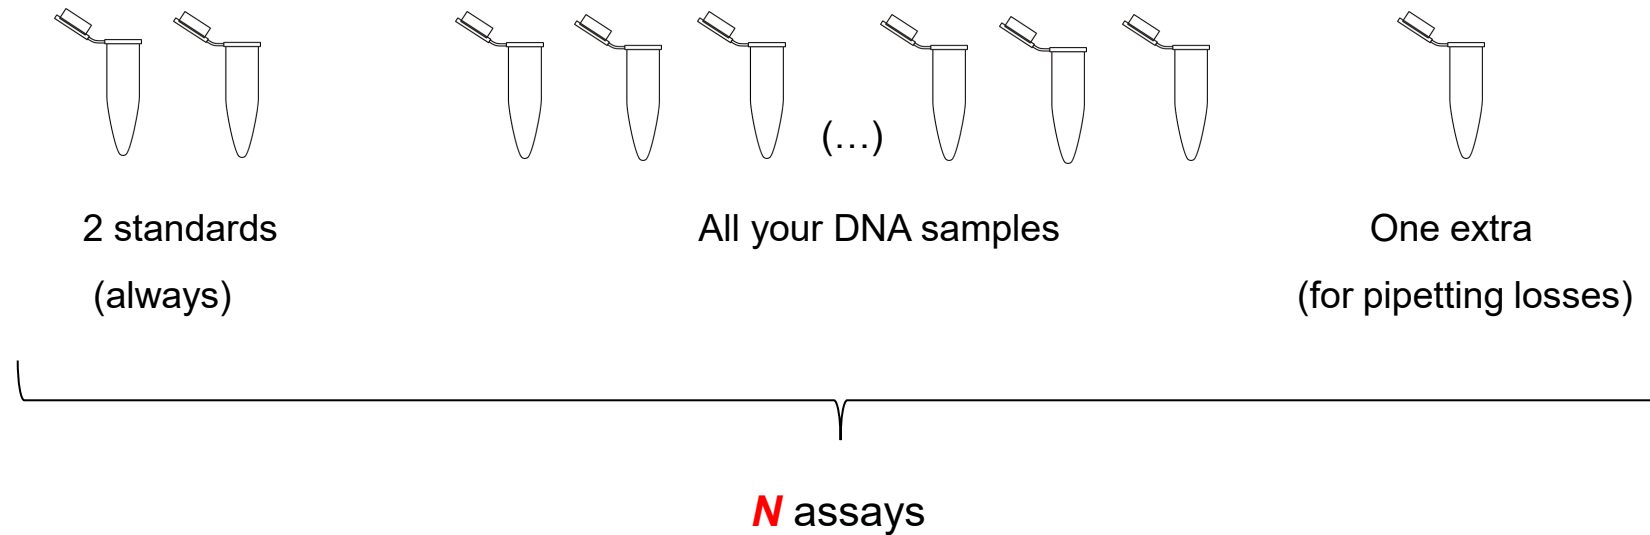 (…)
2 standards
(always)
All your DNA samples
One extra
(for pipetting losses)
N assays